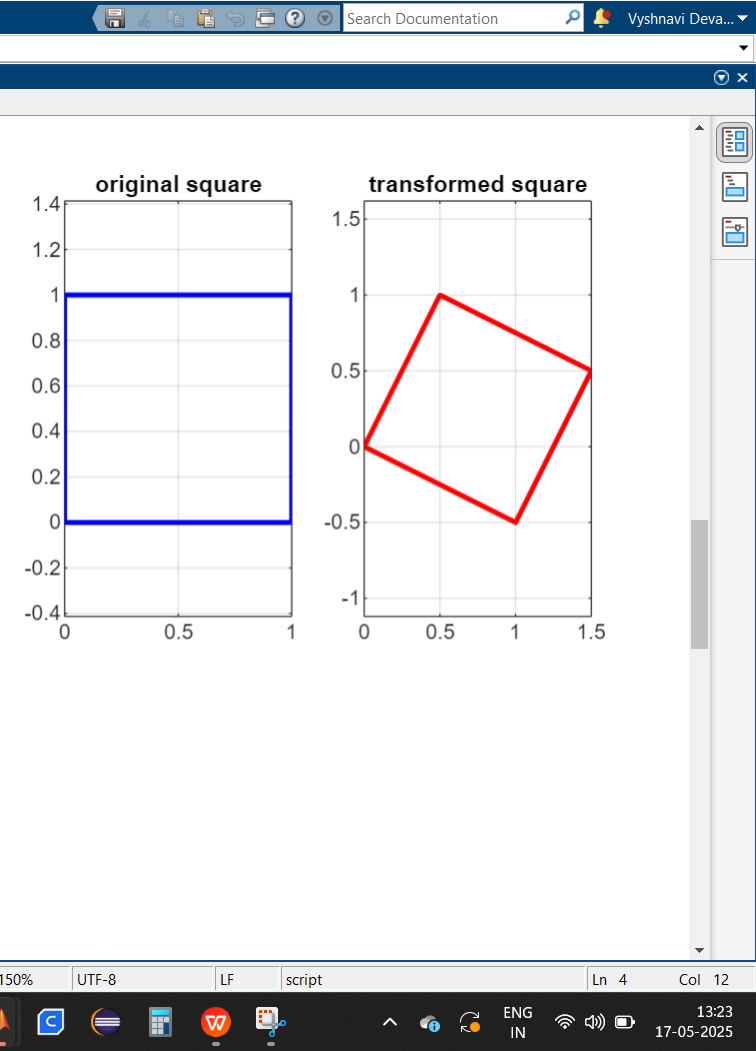 Search Documentation
Vyshnavi Deva...
original square
transformed square
1.4
1.2
1
0.8
0.6
0.4
0.2
0
-0.2
-0.4
0 0.5 1
1.5
1
0.5
0
-0.5
-1
0 0.5 1 1.5
150% UTF-8 LF script Ln 4 Col 12
C
W
ENG
IN
13:23
17-05-2025